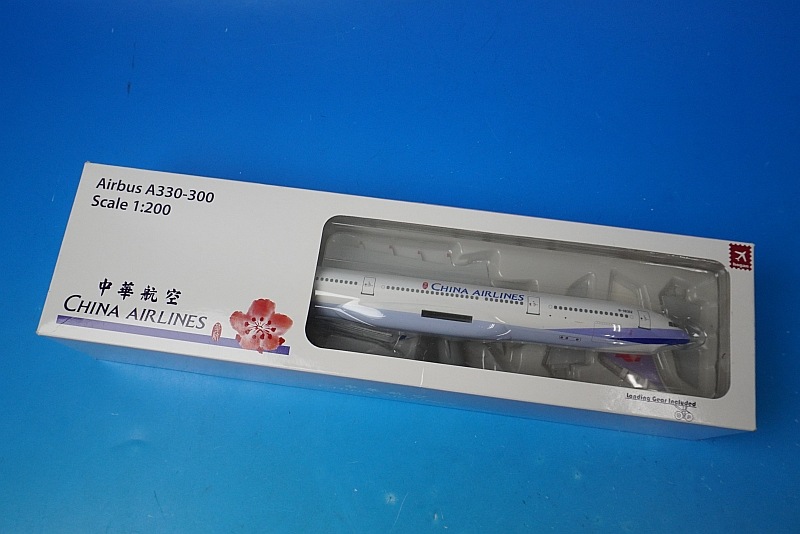 Airbus A330-300
Scale 1:200
中華航空
CHINA AIRLINES
CHINA AIRLINES
Landing Gear Included